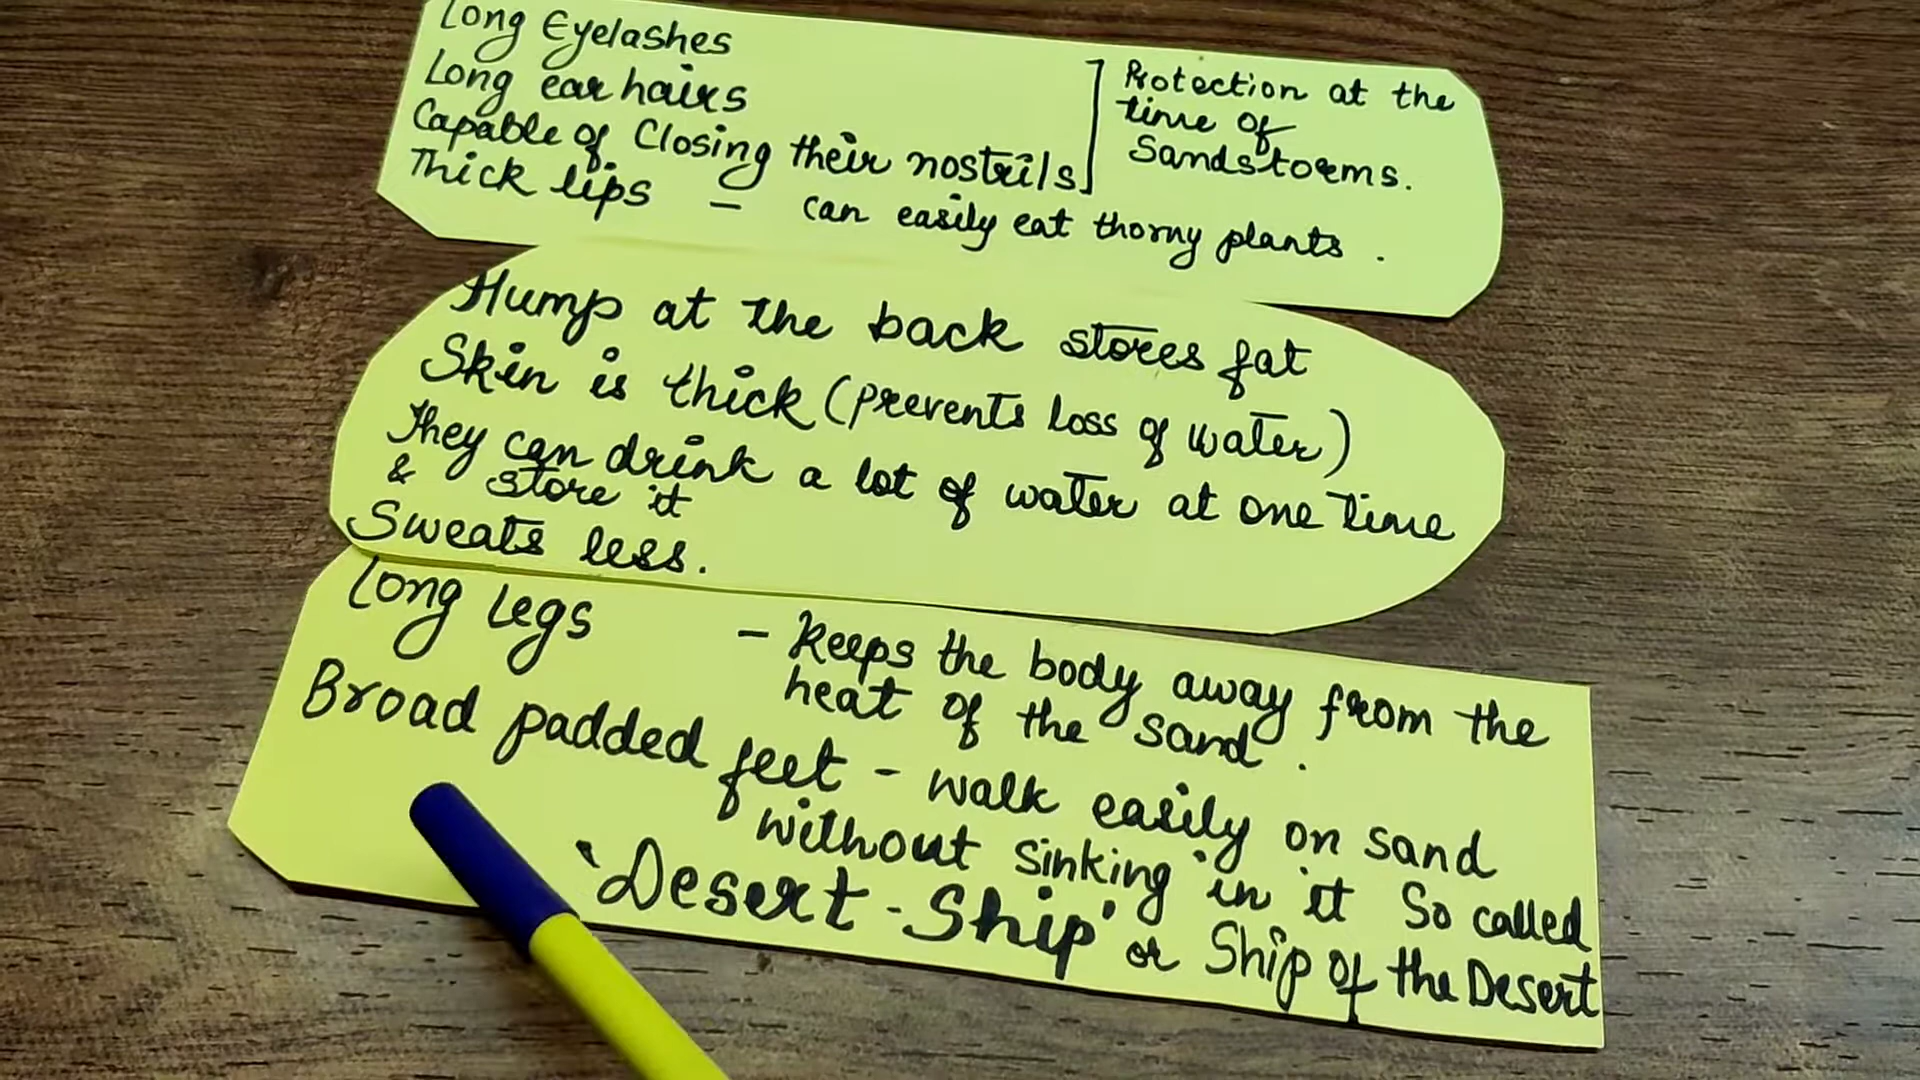 Long Eyelashes
Long ear hairs
Capable of Closing their nostrils
Protection at the
time of
Sandstorms.
Thick lips - can easily eat thorny plants.
Hump at the back stores fat
Skin is thick (prevents loss of water)
They can drink a lot of water at one time
& store it
Sweats less.
Long Legs - keeps the body away from the
heat of the sand.
Broad padded feet - walk easily on sand
without sinking in it So called
'Desert-Ship' or Ship of the Desert